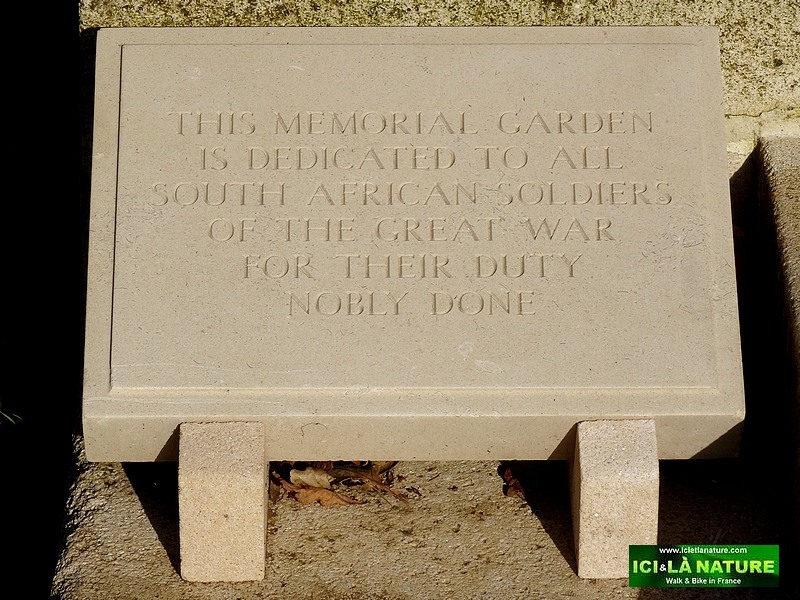 THIS MEMORIAL GARDEN
IS DEDICATED TO ALL
SOUTH AFRICAN SOLDIERS
OF THE GREAT WAR
FOR THEIR DUTY
NOBLY DONE
www.icietlanature.com
ICI&LÀ NATURE
Walk & Bike in France